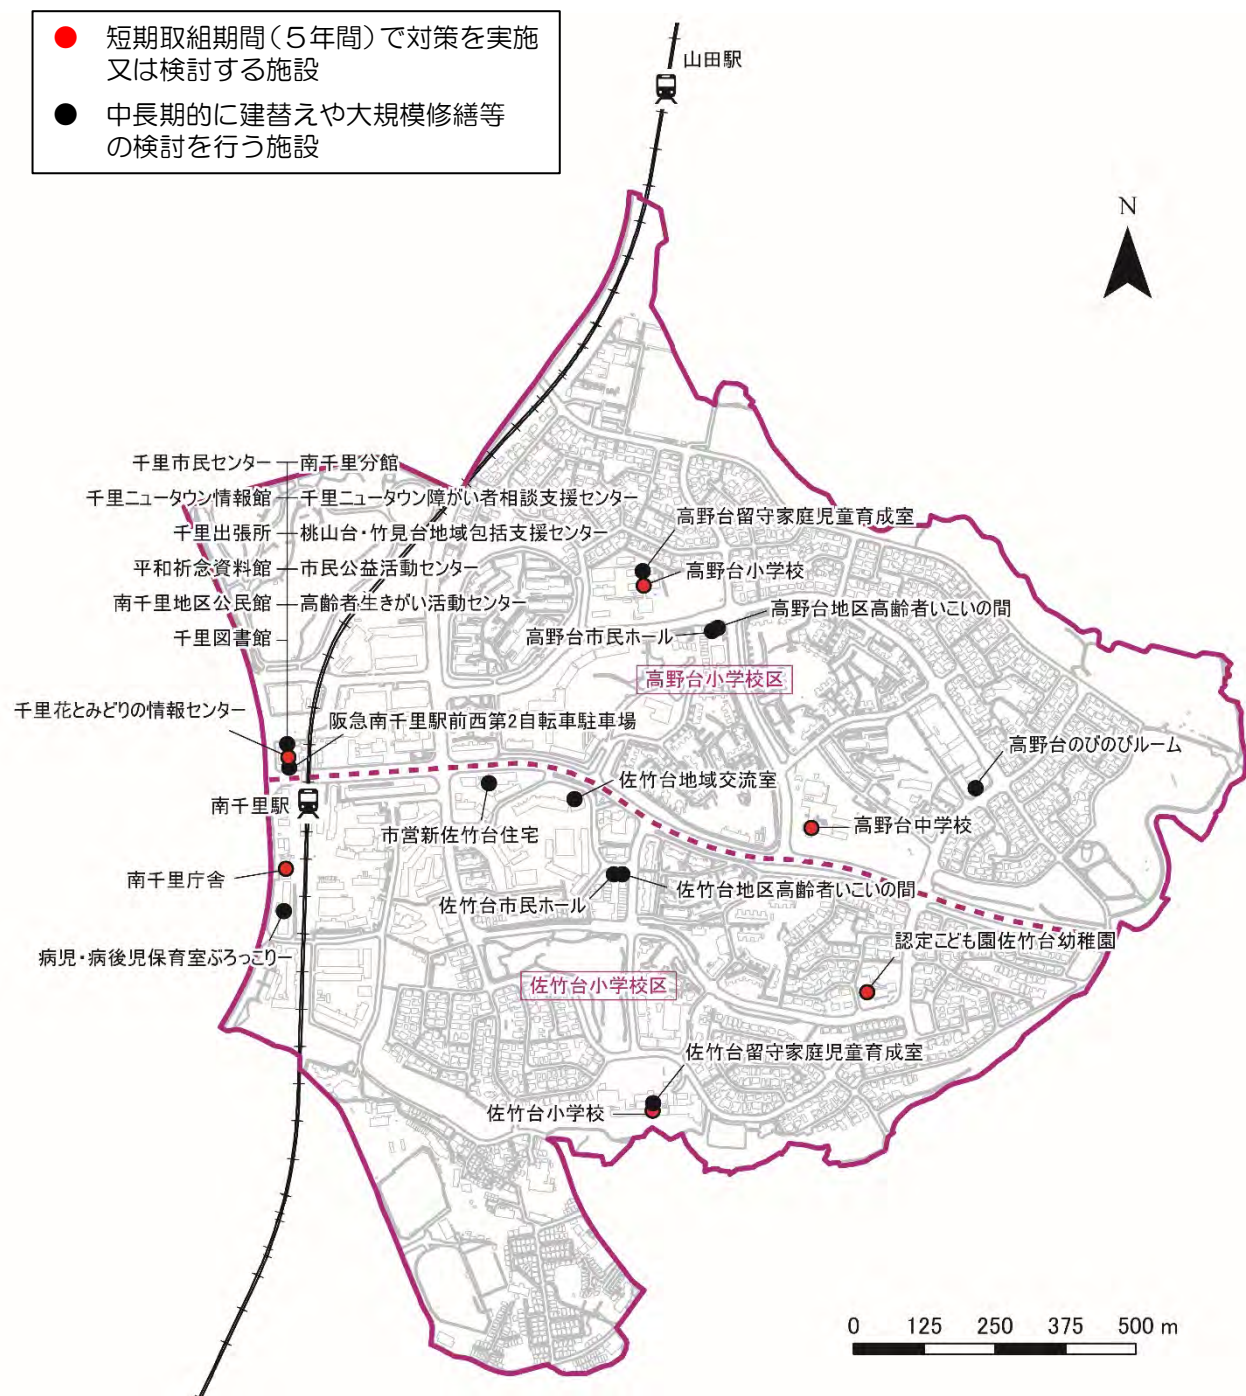 短期取組期間（５年間）で対策を実施
又は検討する施設
中長期的に建替えや大規模修繕等
の検討を行う施設
山田駅
N
千里市民センター
南千里分館
千里ニュータウン情報館
千里ニュータウン障がい者相談支援センター
千里出張所
桃山台・竹見台地域包括支援センター
平和祈念資料館
市民公益活動センター
南千里地区公民館
高齢者生きがい活動センター
千里図書館
高野台留守家庭児童育成室
高野台小学校
高野台地区高齢者いこいの間
高野台市民ホール
高野台小学校区
千里花とみどりの情報センター
阪急南千里駅前西第2自転車駐車場
高野台のびのびルーム
南千里駅
佐竹台地域交流室
市営新佐竹台住宅
高野台中学校
南千里庁舎
佐竹台市民ホール
佐竹台地区高齢者いこいの間
病児・病後児保育室ぶろっこりー
認定こども園佐竹台幼稚園
佐竹台小学校区
佐竹台留守家庭児童育成室
佐竹台小学校
0 125 250 375 500 m